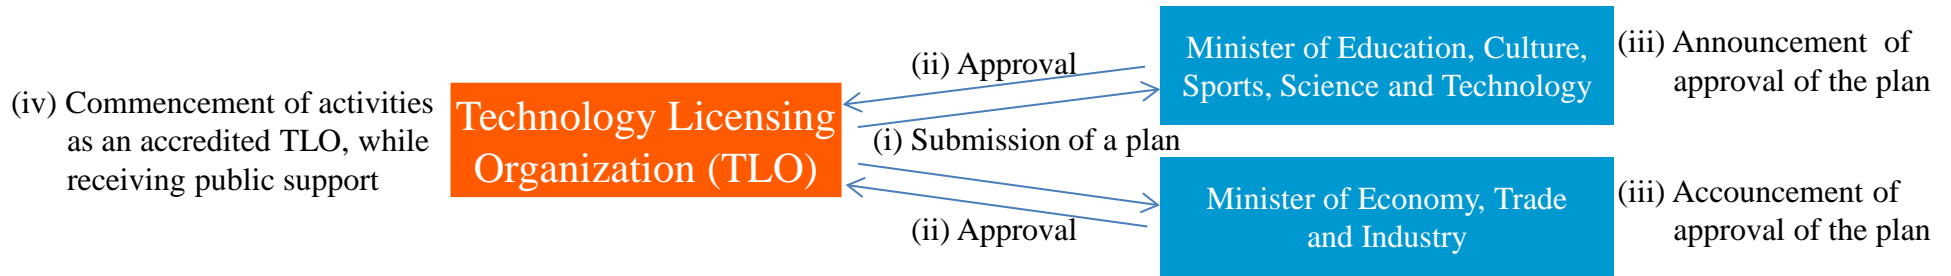 (iv) Commencement of activities
as an accredited TLO, while
receiving public support
Technology Licensing
Organization (TLO)
(ii) Approval
(i) Submission of a plan
(ii) Approval
Minister of Education, Culture,
Sports, Science and Technology
(iii) Announcement of
approval of the plan
Minister of Economy, Trade
and Industry
(iii) Accouncement of
approval of the plan